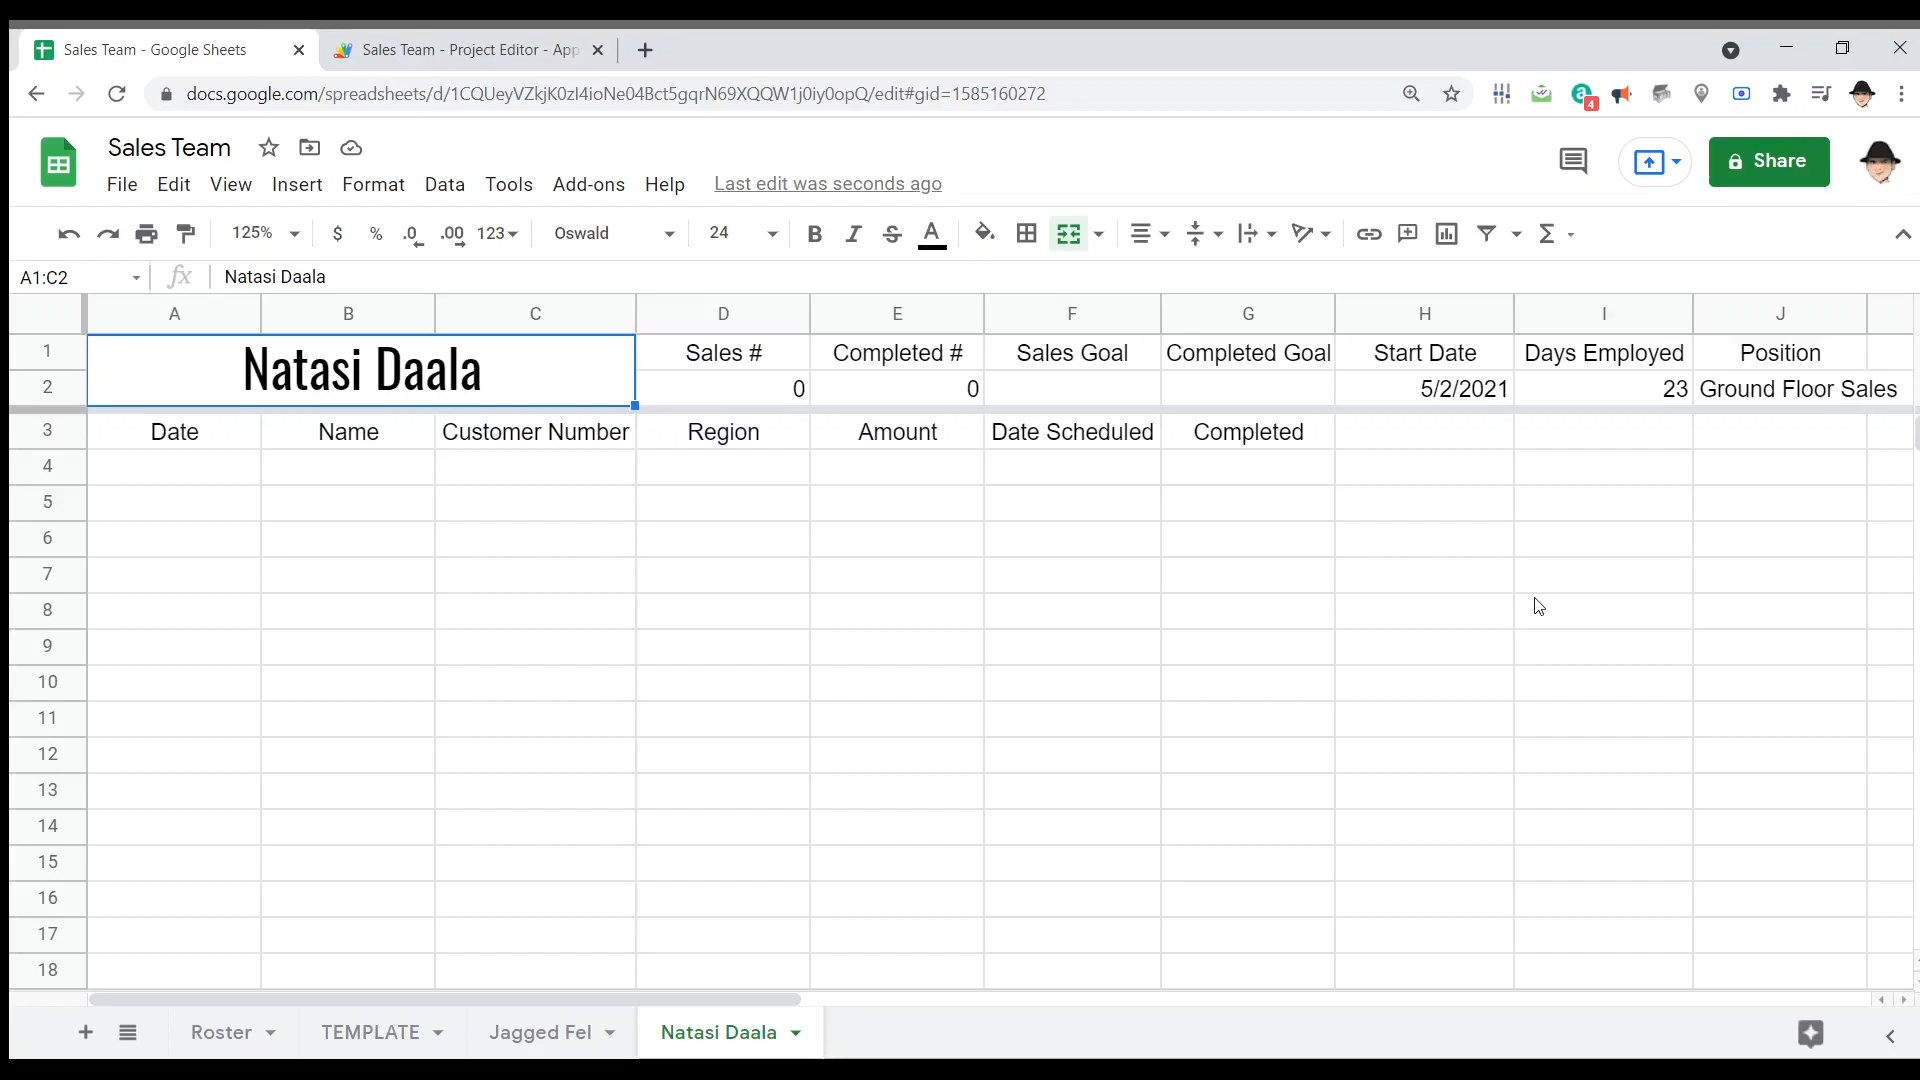 Sales Team - Google Sheets
Sales Team - Project Editor - App
docs.google.com/spreadsheets/d/1CQUeyVZkjK0zI4ioNe04Bct5gqrN69XQQW1j0iy0opQ/edit#gid=1585160272
4
Sales Team
Share
File Edit View Insert Format Data Tools Add-ons Help Last edit was seconds ago
125% $ % .0 .00 123 Oswald 24 B I S A
A1:C2 fx Natasi Daala
A B C D E F G H I J
1 Natasi Daala Sales # Completed # Sales Goal Completed Goal Start Date Days Employed Position
2 0 0 5/2/2021 23 Ground Floor Sales
3 Date Name Customer Number Region Amount Date Scheduled Completed
4
5
6
7
8
9
10
11
12
13
14
15
16
17
18
Roster TEMPLATE Jagged Fel Natasi Daala